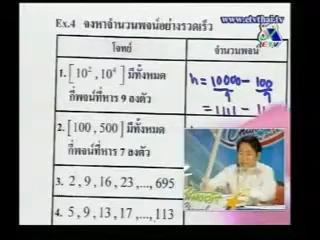 www.etvthai.tv
Ex.4 จงหาจำนวนพจน์อย่างรวดเร็ว
โจทย์ จำนวนพจน์
1. [10², 10⁴] มีทั้งหมด
กี่พจน์ที่หาร 9 ลงตัว
n = 10000/9 - 100/9
= 1111 - 11
2. [100, 500] มีทั้งหมด
กี่พจน์ที่หาร 7 ลงตัว
3. 2, 9, 16, 23, ..., 695
4. 5, 9, 13, 17, ..., 113